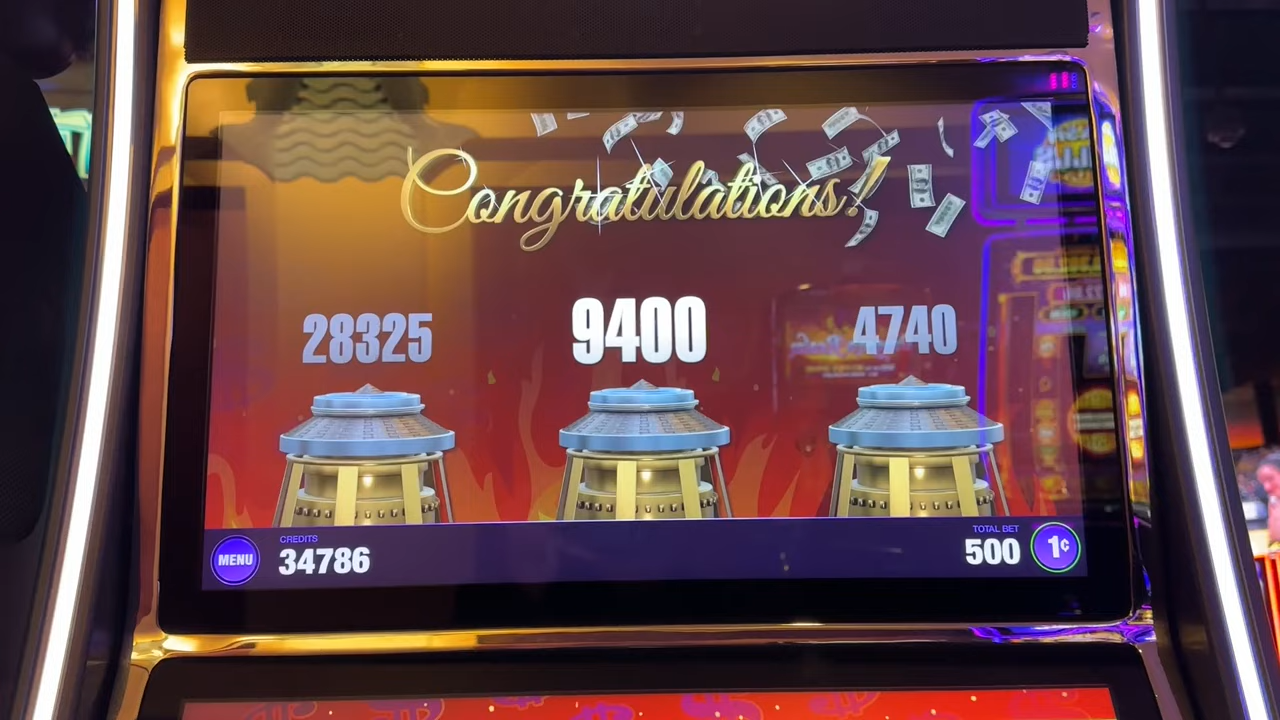 Congratulations!
28325
9400
4740
MENU
CREDITS
34786
TOTAL BET
500
1¢